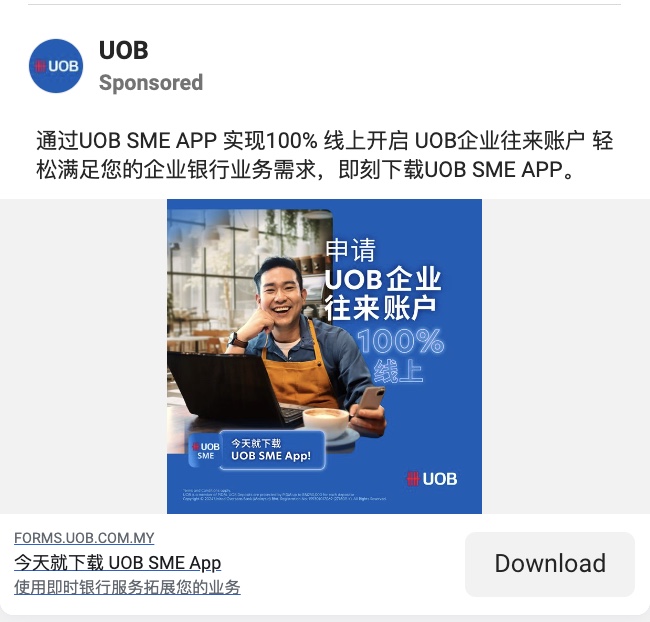 UOB
UOB
Sponsored
通过UOB SME APP 实现100% 线上开启 UOB企业往来账户 轻
松满足您的企业银行业务需求，即刻下载UOB SME APP。
申请
UOB企业
往来账户
100%
线上
UOB
SME
今天就下载
UOB SME App!
UOB
FORMS.UOB.COM.MY
今天就下载 UOB SME App
使用即时银行服务拓展您的业务
Download